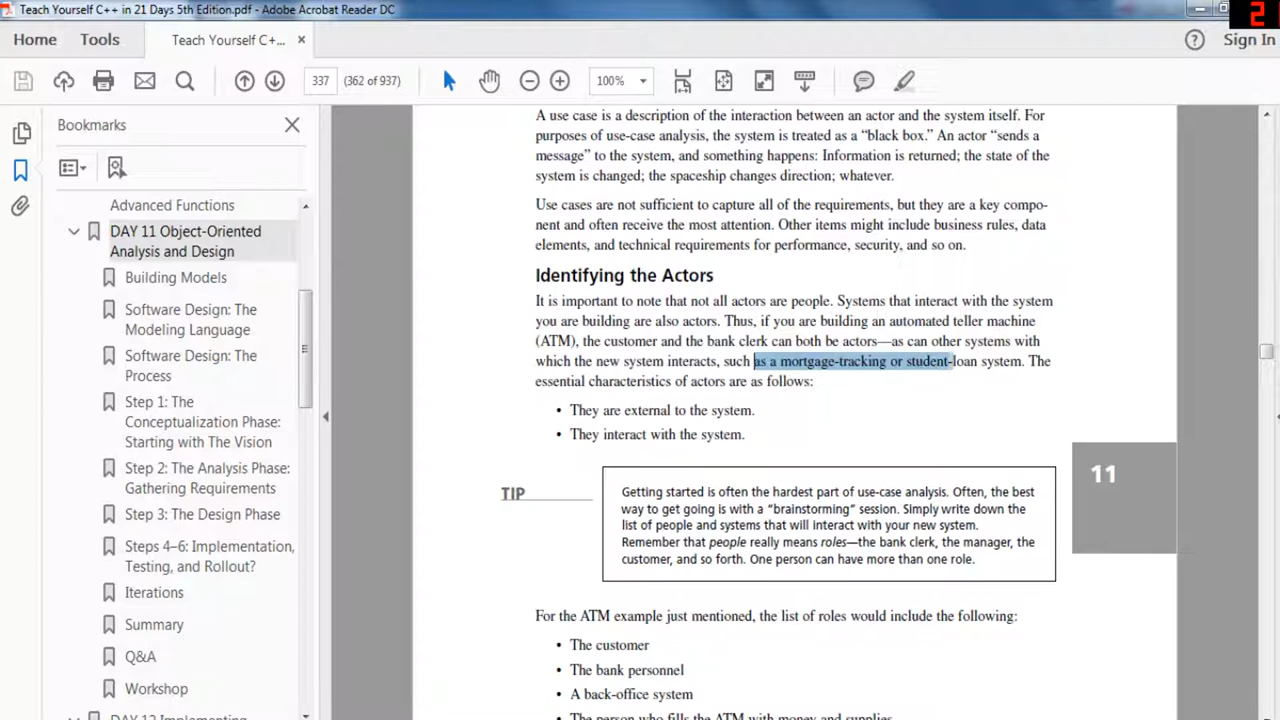 Teach Yourself C++ in 21 Days 5th Edition.pdf - Adobe Acrobat Reader DC
2
Home
Tools
Teach Yourself C+...
Sign In
337
(362 of 937)
100%
Bookmarks
Advanced Functions
DAY 11 Object-Oriented
Analysis and Design
Building Models
Software Design: The
Modeling Language
Software Design: The
Process
Step 1: The
Conceptualization Phase:
Starting with The Vision
Step 2: The Analysis Phase:
Gathering Requirements
Step 3: The Design Phase
Steps 4–6: Implementation,
Testing, and Rollout?
Iterations
Summary
Q&A
Workshop
DAY 12 Implementing
A use case is a description of the interaction between an actor and the system itself. For
purposes of use-case analysis, the system is treated as a “black box.” An actor “sends a
message” to the system, and something happens: Information is returned; the state of the
system is changed; the spaceship changes direction; whatever.
Use cases are not sufficient to capture all of the requirements, but they are a key compo-
nent and often receive the most attention. Other items might include business rules, data
elements, and technical requirements for performance, security, and so on.
Identifying the Actors
It is important to note that not all actors are people. Systems that interact with the system
you are building are also actors. Thus, if you are building an automated teller machine
(ATM), the customer and the bank clerk can both be actors—as can other systems with
which the new system interacts, such as a mortgage-tracking or student-loan system. The
essential characteristics of actors are as follows:
• They are external to the system.
• They interact with the system.
11
TIP
Getting started is often the hardest part of use-case analysis. Often, the best
way to get going is with a “brainstorming” session. Simply write down the
list of people and systems that will interact with your new system.
Remember that people really means roles—the bank clerk, the manager, the
customer, and so forth. One person can have more than one role.
For the ATM example just mentioned, the list of roles would include the following:
• The customer
• The bank personnel
• A back-office system
• The person who fills the ATM with money and supplies